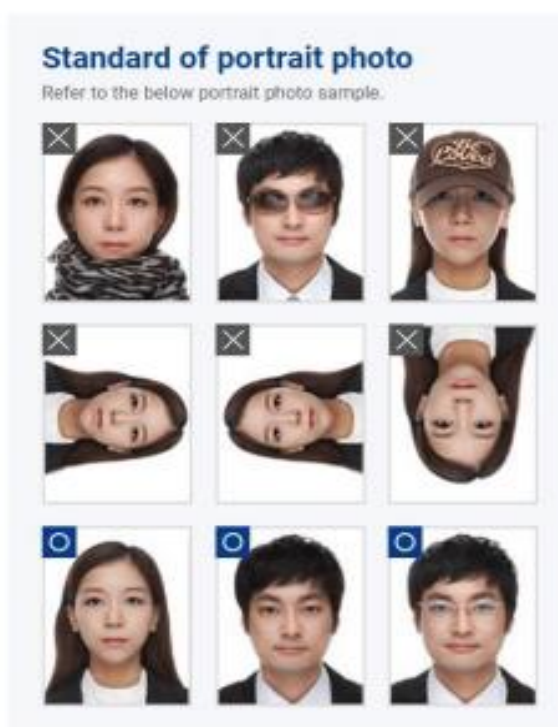 Standard of portrait photo
Refer to the below portrait photo sample.